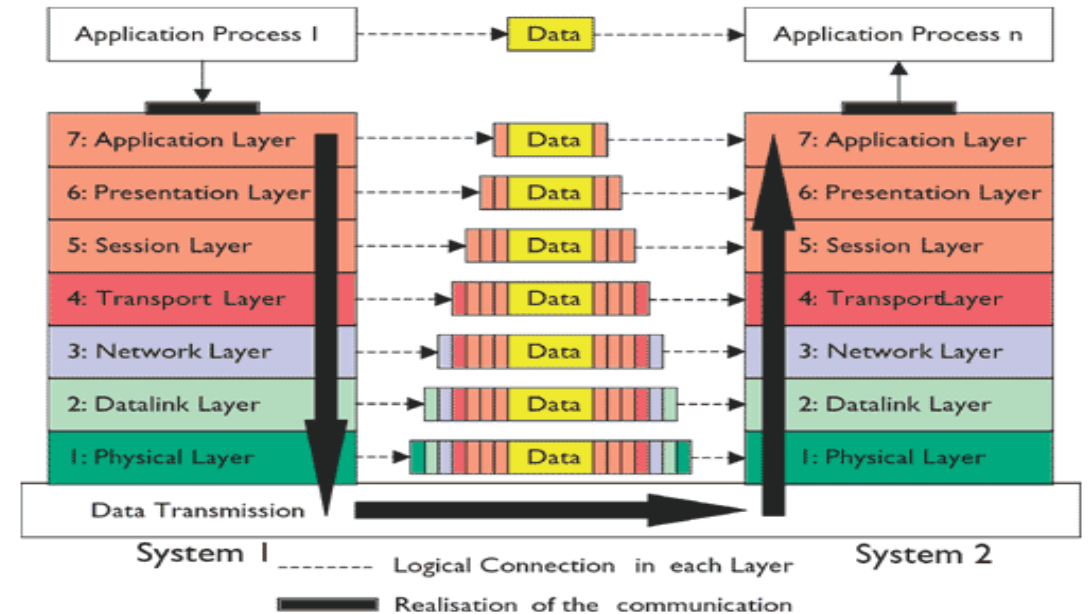 Application Process 1 Data Application Process n
7: Application Layer Data 7: Application Layer
6: Presentation Layer Data 6: Presentation Layer
5: Session Layer Data 5: Session Layer
4: Transport Layer Data 4: TransportLayer
3: Network Layer Data 3: Network Layer
2: Datalink Layer Data 2: Datalink Layer
1: Physical Layer Data 1: Physical Layer
Data Transmission
System 1 System 2
Logical Connection in each Layer
Realisation of the communication